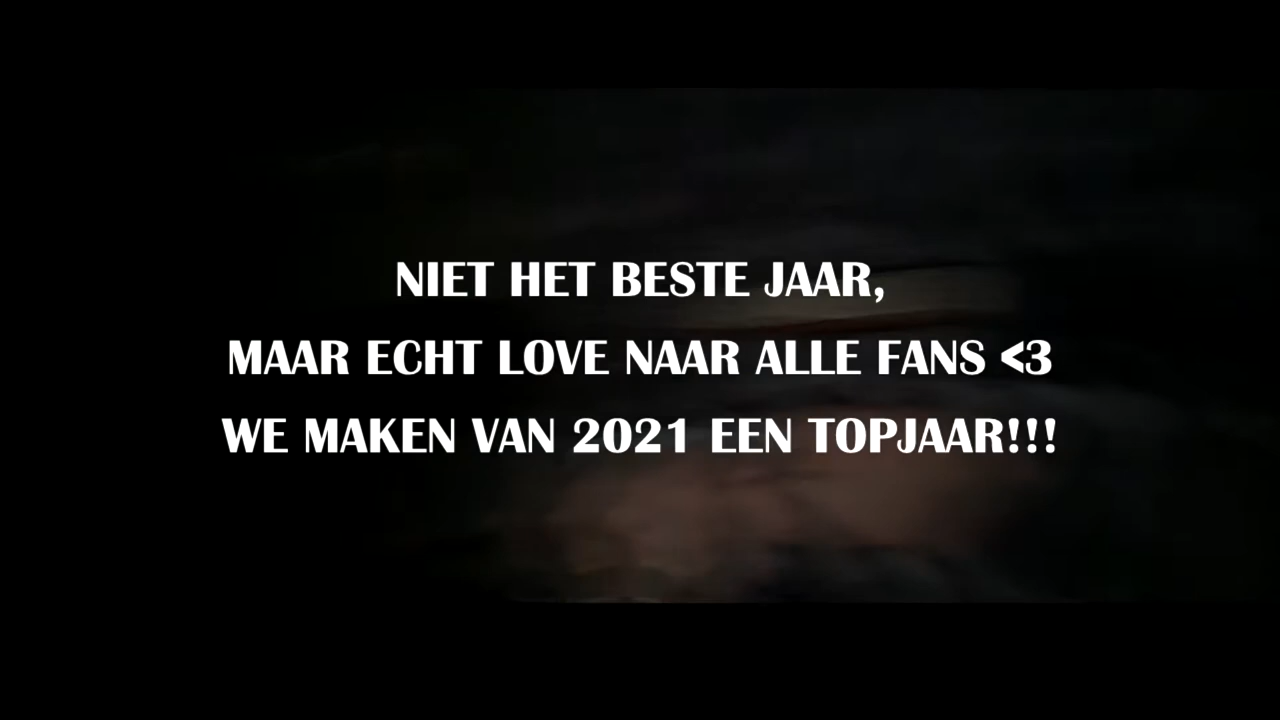 NIET HET BESTE JAAR,
MAAR ECHT LOVE NAAR ALLE FANS <3
WE MAKEN VAN 2021 EEN TOPJAAR!!!